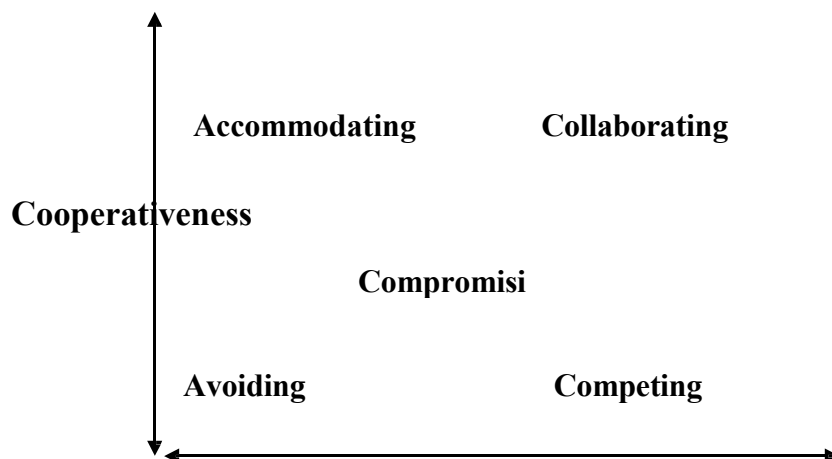 Accommodating Collaborating
Cooperativeness
Compromisi
Avoiding Competing